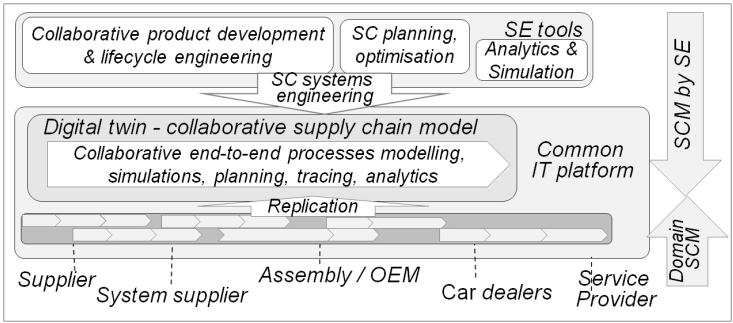 Collaborative product development
& lifecycle engineering
SC planning,
optimisation
SE tools
Analytics &
Simulation
SC systems
engineering
SCM by SE
Digital twin - collaborative supply chain model
Collaborative end-to-end processes modelling,
simulations, planning, tracing, analytics
Common
IT platform
Replication
Domain
SCM
Supplier
System supplier
Assembly / OEM
Car dealers
Service
Provider